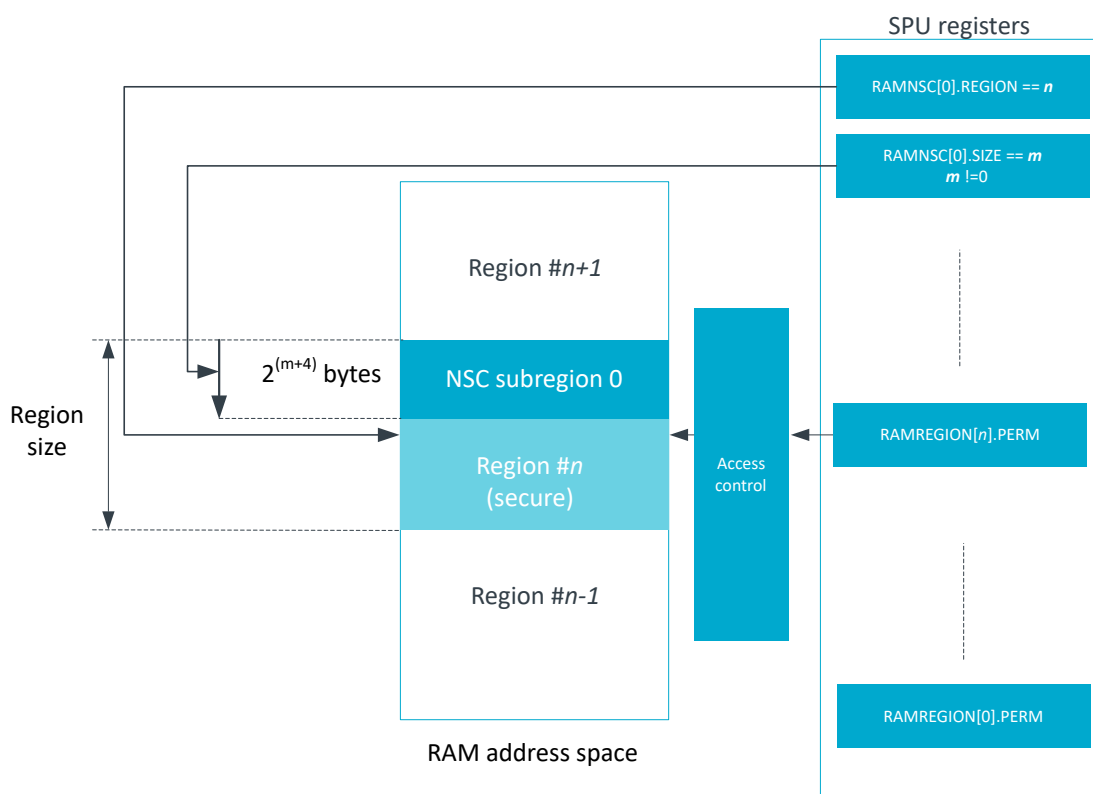 SPU registers
RAMNSC[0].REGION == n
RAMNSC[0].SIZE == m
m !=0
Region #n+1
2^(m+4) bytes
NSC subregion 0
Region
size
RAMREGION[n].PERM
Region #n
(secure)
Access
control
Region #n-1
RAMREGION[0].PERM
RAM address space